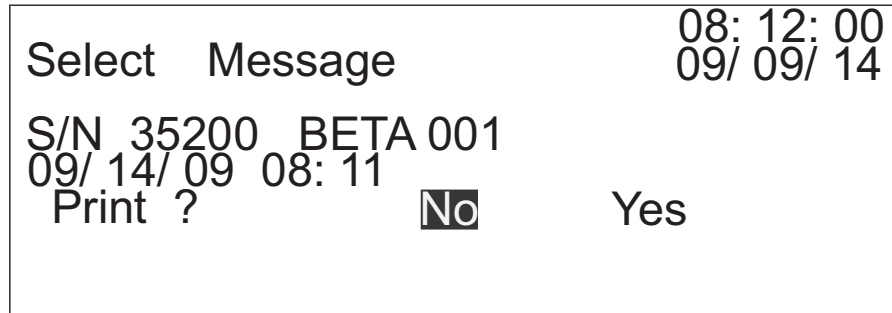 Select Message
08: 12: 00
09/ 09/ 14
S/N 35200 BETA 001
09/ 14/ 09 08: 11
Print ? No Yes